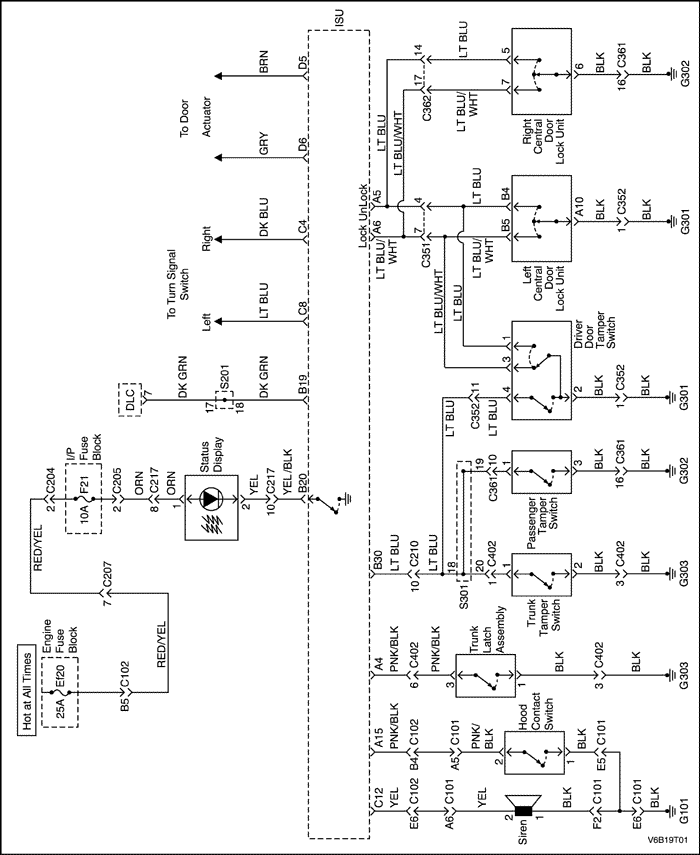 ISU
BRN
D5
To Door
Actuator
GRY
D6
Right
DK BLU
C4
To Turn Signal
Switch
Left
LT BLU
C8
DLC
7
DK GRN
17
S201
18
DK GRN
B19
2
C204
I/P
Fuse
Block
F21
10A
2
C205
ORN
8
C217
ORN
1
Status
Display
2
YEL
10
C217
YEL/BLK
B20
RED/YEL
7
C207
RED/YEL
Hot at All Times
Engine
Fuse
Block
Ef20
25A
B5
C102
Lock
UnLock
A5
A6
LT BLU
LT BLU/WHT
14
17
C362
LT BLU
LT BLU/
WHT
5
7
Right
Central
Door
Lock Unit
6
BLK
16
C361
BLK
G302
LT BLU/
WHT
4
7
C351
LT BLU
LT BLU/
WHT
B4
B5
Left
Central
Door
Lock Unit
A10
BLK
1
C352
BLK
G301
LT BLU/WHT
LT BLU
LT BLU
C352
11
LT BLU
1
3
4
Driver
Door
Tamper
Switch
2
BLK
1
C352
BLK
G301
B30
LT BLU
10
C210
LT BLU
18
S301
19
20
C361
10
1
Passenger
Tamper
Switch
3
BLK
16
C361
BLK
G302
1
C402
1
Trunk
Tamper
Switch
2
BLK
3
C402
BLK
G303
A4
PNK/BLK
6
C402
PNK/BLK
3
Trunk
Latch
Assembly
1
BLK
3
C402
BLK
G303
A15
PNK/BLK
B4
C102
A5
C101
PNK/
BLK
2
Hood
Contact
Switch
1
BLK
E5
C101
C12
YEL
E6
C102
A6
C101
YEL
2
Siren
1
BLK
F2
C101
E6
C101
BLK
G101
V6B19T01